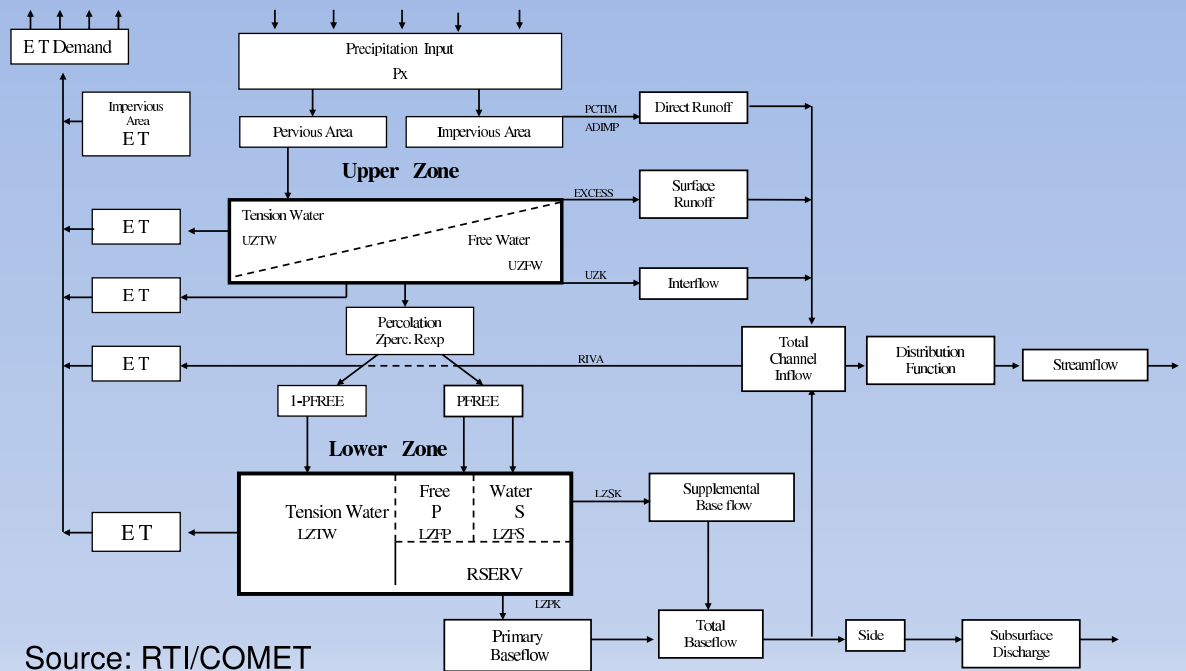 E T Demand
Precipitation Input
Px
Impervious
Area
E T
PCTIM
ADIMP
Direct Runoff
Pervious Area
Impervious Area
Upper Zone
EXCESS
Surface
Runoff
Tension Water
UZTW
Free Water
UZFW
E T
UZK
Interflow
E T
Percolation
Zperc. Rexp
RIVA
E T
Total
Channel
Inflow
Distribution
Function
Streamflow
1-PFREE
PFREE
Lower Zone
Free
P
LZFP
Water
S
LZFS
Tension Water
LZTW
RSERV
E T
LZSK
Supplemental
Base flow
LZPK
Primary
Baseflow
Total
Baseflow
Side
Subsurface
Discharge
Source: RTI/COMET